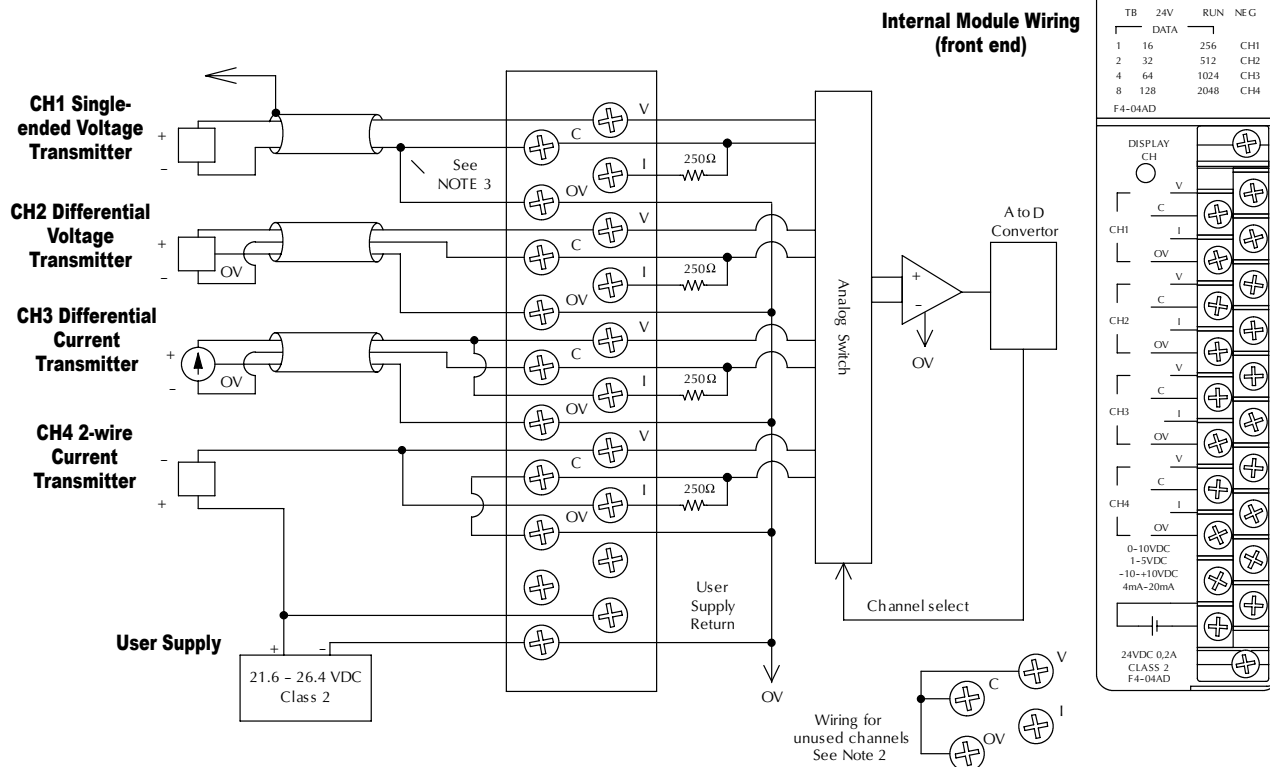 Internal Module Wiring
(front end)
CH1 Single-
ended Voltage
Transmitter
+
–
See
NOTE 3
C
OV
V
I
250Ω
CH2 Differential
Voltage
Transmitter
+
–
OV
C
OV
V
I
250Ω
CH3 Differential
Current
Transmitter
+
–
OV
C
OV
V
I
250Ω
CH4 2-wire
Current
Transmitter
–
+
C
OV
V
I
250Ω
User Supply
+
–
21.6 – 26.4 VDC
Class 2
User
Supply
Return
OV
Analog Switch
+
–
OV
A to D
Convertor
Channel select
Wiring for
unused channels
See Note 2
C
OV
V
I
TB 24V RUN NEG
DATA
1 16 256 CH1
2 32 512 CH2
4 64 1024 CH3
8 128 2048 CH4
F4-04AD
DISPLAY
CH
V
C
CH1
I
OV
V
C
CH2
I
OV
V
C
CH3
I
OV
V
C
CH4
I
OV
0-10VDC
1-5VDC
-10-+10VDC
4mA-20mA
24VDC 0,2A
CLASS 2
F4-04AD